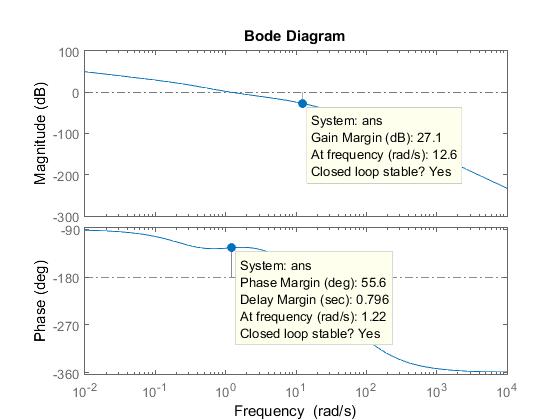 Bode Diagram
100
0
-100
-200
-300
Magnitude (dB)
System: ans
Gain Margin (dB): 27.1
At frequency (rad/s): 12.6
Closed loop stable? Yes
-90
-180
-270
-360
Phase (deg)
System: ans
Phase Margin (deg): 55.6
Delay Margin (sec): 0.796
At frequency (rad/s): 1.22
Closed loop stable? Yes
10^-2 10^-1 10^0 10^1 10^2 10^3 10^4
Frequency (rad/s)